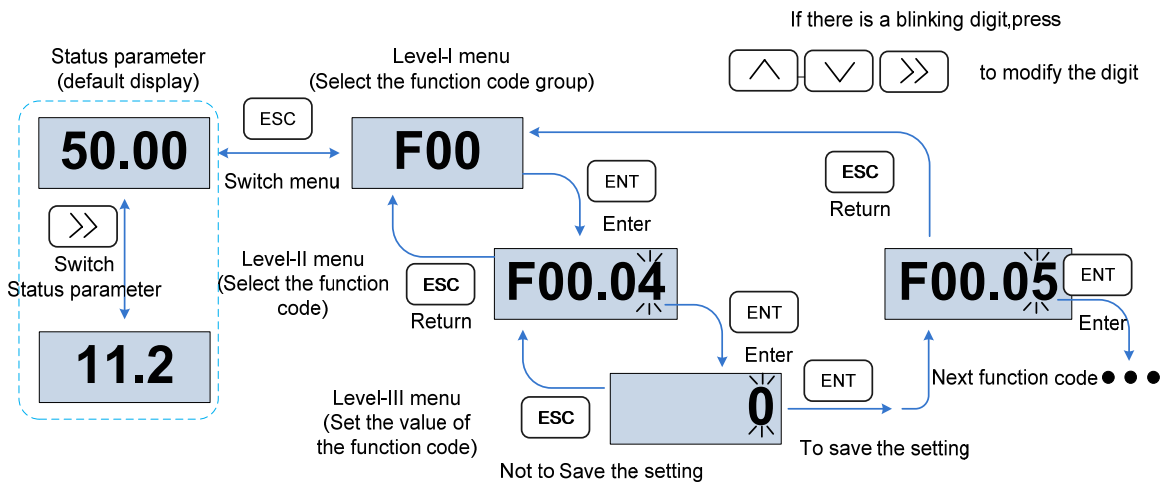 If there is a blinking digit,press
to modify the digit
Status parameter
(default display)
Level-I menu
(Select the function code group)
ESC
50.00
F00
Switch menu
ENT
Enter
ESC
Return
Switch
Status parameter
11.2
Level-II menu
(Select the function
code)
ESC
Return
F00.04
ENT
Enter
F00.05
ENT
Enter
Next function code
Level-III menu
(Set the value of
the function code)
ESC
0
ENT
Not to Save the setting
To save the setting